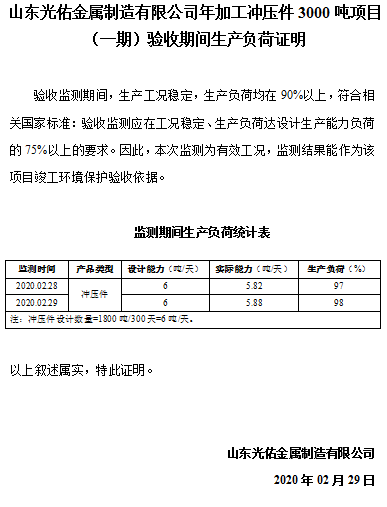 山东光佑金属制造有限公司年加工冲压件 3000 吨项目
（一期）验收期间生产负荷证明
验收监测期间，生产工况稳定，生产负荷均在 90%以上，符合相
关国家标准：验收监测应在工况稳定、生产负荷达设计生产能力负荷
的 75%以上的要求。因此，本次监测为有效工况，监测结果能作为该
项目竣工环境保护验收依据。
监测期间生产负荷统计表
监测时间 产品类型 设计能力（吨/天） 实际能力（吨/天） 生产负荷（%）
2020.02.28 冲压件 6 5.82 97
2020.02.29 6 5.88 98
注：冲压件设计数量=1800 吨/300 天=6 吨/天。
以上叙述属实，特此证明。
山东光佑金属制造有限公司
2020 年 02 月 29 日